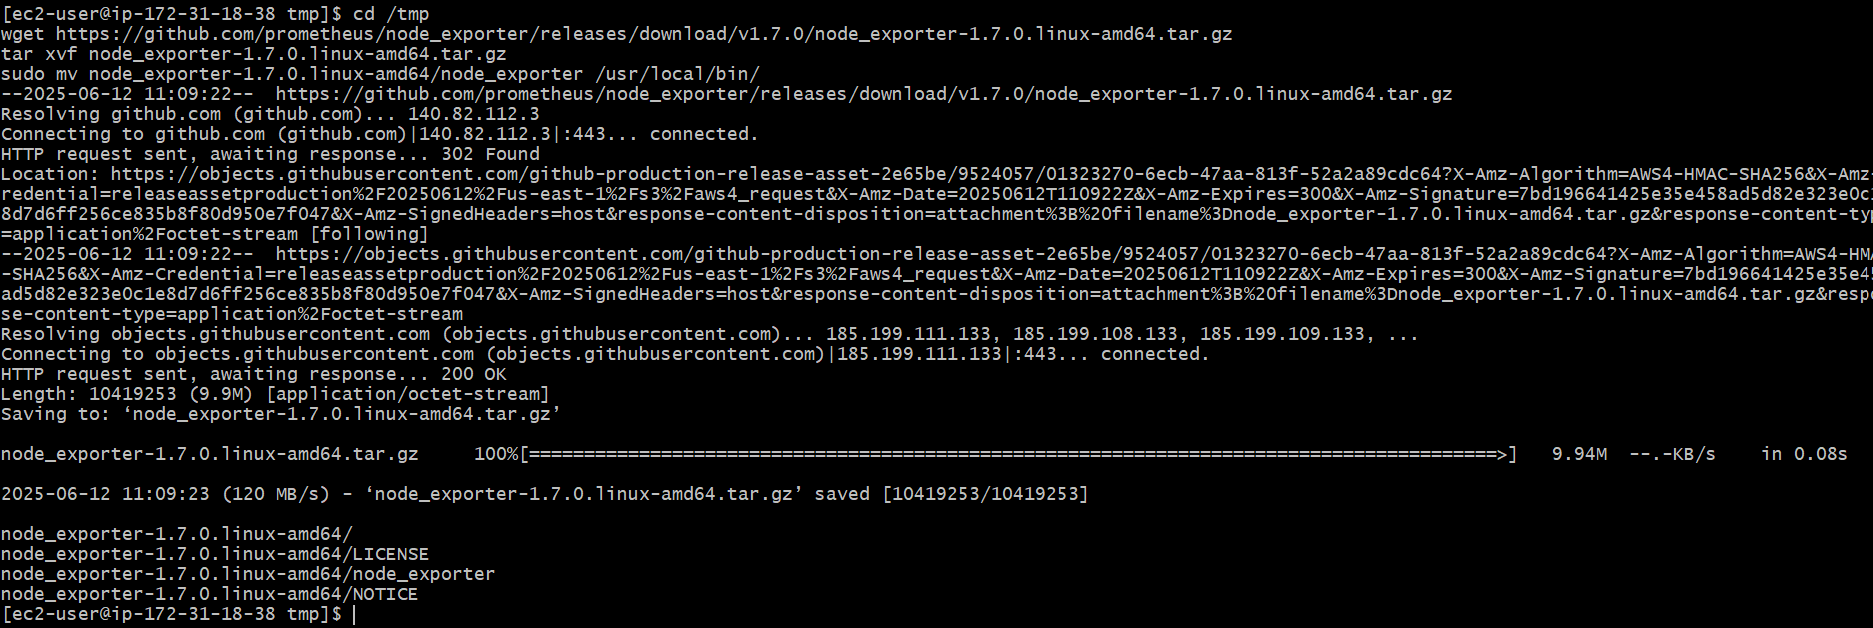 [ec2-user@ip-172-31-18-38 tmp]$ cd /tmp
wget https://github.com/prometheus/node_exporter/releases/download/v1.7.0/node_exporter-1.7.0.linux-amd64.tar.gz
tar xvf node_exporter-1.7.0.linux-amd64.tar.gz
sudo mv node_exporter-1.7.0.linux-amd64/node_exporter /usr/local/bin/
--2025-06-12 11:09:22--  https://github.com/prometheus/node_exporter/releases/download/v1.7.0/node_exporter-1.7.0.linux-amd64.tar.gz
Resolving github.com (github.com)... 140.82.112.3
Connecting to github.com (github.com)|140.82.112.3|:443... connected.
HTTP request sent, awaiting response... 302 Found
Location: https://objects.githubusercontent.com/github-production-release-asset-2e65be/9524057/01323270-6ecb-47aa-813f-52a2a89cdc64?X-Amz-Algorithm=AWS4-HMAC-SHA256&X-Amz-
redential=releaseassetproduction%2F20250612%2Fus-east-1%2Fs3%2Faws4_request&X-Amz-Date=20250612T110922Z&X-Amz-Expires=300&X-Amz-Signature=7bd196641425e35e458ad5d82e323e0c
8d7d6ff256ce835b8f80d950e7f047&X-Amz-SignedHeaders=host&response-content-disposition=attachment%3B%20filename%3Dnode_exporter-1.7.0.linux-amd64.tar.gz&response-content-ty
=application%2Foctet-stream [following]
--2025-06-12 11:09:22--  https://objects.githubusercontent.com/github-production-release-asset-2e65be/9524057/01323270-6ecb-47aa-813f-52a2a89cdc64?X-Amz-Algorithm=AWS4-HM
-SHA256&X-Amz-Credential=releaseassetproduction%2F20250612%2Fus-east-1%2Fs3%2Faws4_request&X-Amz-Date=20250612T110922Z&X-Amz-Expires=300&X-Amz-Signature=7bd196641425e35e4
ad5d82e323e0c1e8d7d6ff256ce835b8f80d950e7f047&X-Amz-SignedHeaders=host&response-content-disposition=attachment%3B%20filename%3Dnode_exporter-1.7.0.linux-amd64.tar.gz&resp
se-content-type=application%2Foctet-stream
Resolving objects.githubusercontent.com (objects.githubusercontent.com)... 185.199.111.133, 185.199.108.133, 185.199.109.133, ...
Connecting to objects.githubusercontent.com (objects.githubusercontent.com)|185.199.111.133|:443... connected.
HTTP request sent, awaiting response... 200 OK
Length: 10419253 (9.9M) [application/octet-stream]
Saving to: ‘node_exporter-1.7.0.linux-amd64.tar.gz’
node_exporter-1.7.0.linux-amd64.tar.gz     100%[========================================================================================>]   9.94M  --.-KB/s    in 0.08s
2025-06-12 11:09:23 (120 MB/s) - ‘node_exporter-1.7.0.linux-amd64.tar.gz’ saved [10419253/10419253]
node_exporter-1.7.0.linux-amd64/
node_exporter-1.7.0.linux-amd64/LICENSE
node_exporter-1.7.0.linux-amd64/node_exporter
node_exporter-1.7.0.linux-amd64/NOTICE
[ec2-user@ip-172-31-18-38 tmp]$